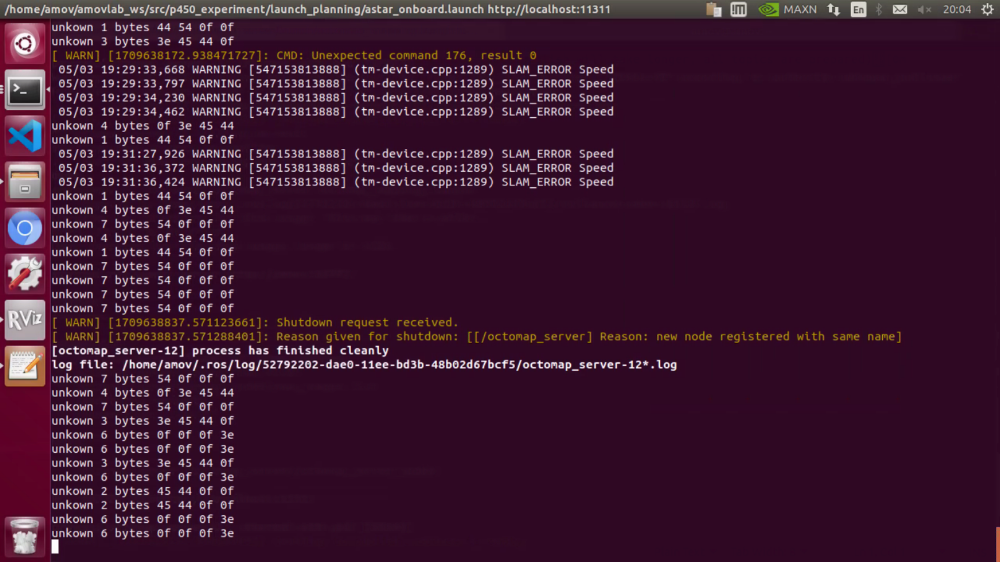 /home/amov/amovlab_ws/src/p450_experiment/launch_planning/astar_onboard.launch http://localhost:11311
MAXN
En
20:04
unkown 1 bytes 44 54 0f 0f
unkown 3 bytes 3e 45 44 0f
[ WARN] [1709638172.938471727]: CMD: Unexpected command 176, result 0
05/03 19:29:33,668 WARNING [547153813888] (tm-device.cpp:1289) SLAM_ERROR Speed
05/03 19:29:33,797 WARNING [547153813888] (tm-device.cpp:1289) SLAM_ERROR Speed
05/03 19:29:34,230 WARNING [547153813888] (tm-device.cpp:1289) SLAM_ERROR Speed
05/03 19:29:34,462 WARNING [547153813888] (tm-device.cpp:1289) SLAM_ERROR Speed
unkown 4 bytes 0f 3e 45 44
unkown 1 bytes 44 54 0f 0f
05/03 19:31:27,926 WARNING [547153813888] (tm-device.cpp:1289) SLAM_ERROR Speed
05/03 19:31:36,372 WARNING [547153813888] (tm-device.cpp:1289) SLAM_ERROR Speed
05/03 19:31:36,424 WARNING [547153813888] (tm-device.cpp:1289) SLAM_ERROR Speed
unkown 1 bytes 44 54 0f 0f
unkown 4 bytes 0f 3e 45 44
unkown 7 bytes 54 0f 0f 0f
unkown 4 bytes 0f 3e 45 44
unkown 1 bytes 44 54 0f 0f
unkown 7 bytes 54 0f 0f 0f
unkown 7 bytes 54 0f 0f 0f
unkown 7 bytes 54 0f 0f 0f
unkown 7 bytes 54 0f 0f 0f
[ WARN] [1709638837.571123661]: Shutdown request received.
[ WARN] [1709638837.571288401]: Reason given for shutdown: [[/octomap_server] Reason: new node registered with same name]
[octomap_server-12] process has finished cleanly
log file: /home/amov/.ros/log/52792202-dae0-11ee-bd3b-48b02d67bcf5/octomap_server-12*.log
unkown 7 bytes 54 0f 0f 0f
unkown 4 bytes 0f 3e 45 44
unkown 7 bytes 54 0f 0f 0f
unkown 3 bytes 3e 45 44 0f
unkown 6 bytes 0f 0f 0f 3e
unkown 6 bytes 0f 0f 0f 3e
unkown 3 bytes 3e 45 44 0f
unkown 6 bytes 0f 0f 0f 3e
unkown 2 bytes 45 44 0f 0f
unkown 2 bytes 45 44 0f 0f
unkown 6 bytes 0f 0f 0f 3e
unkown 6 bytes 0f 0f 0f 3e
RViz